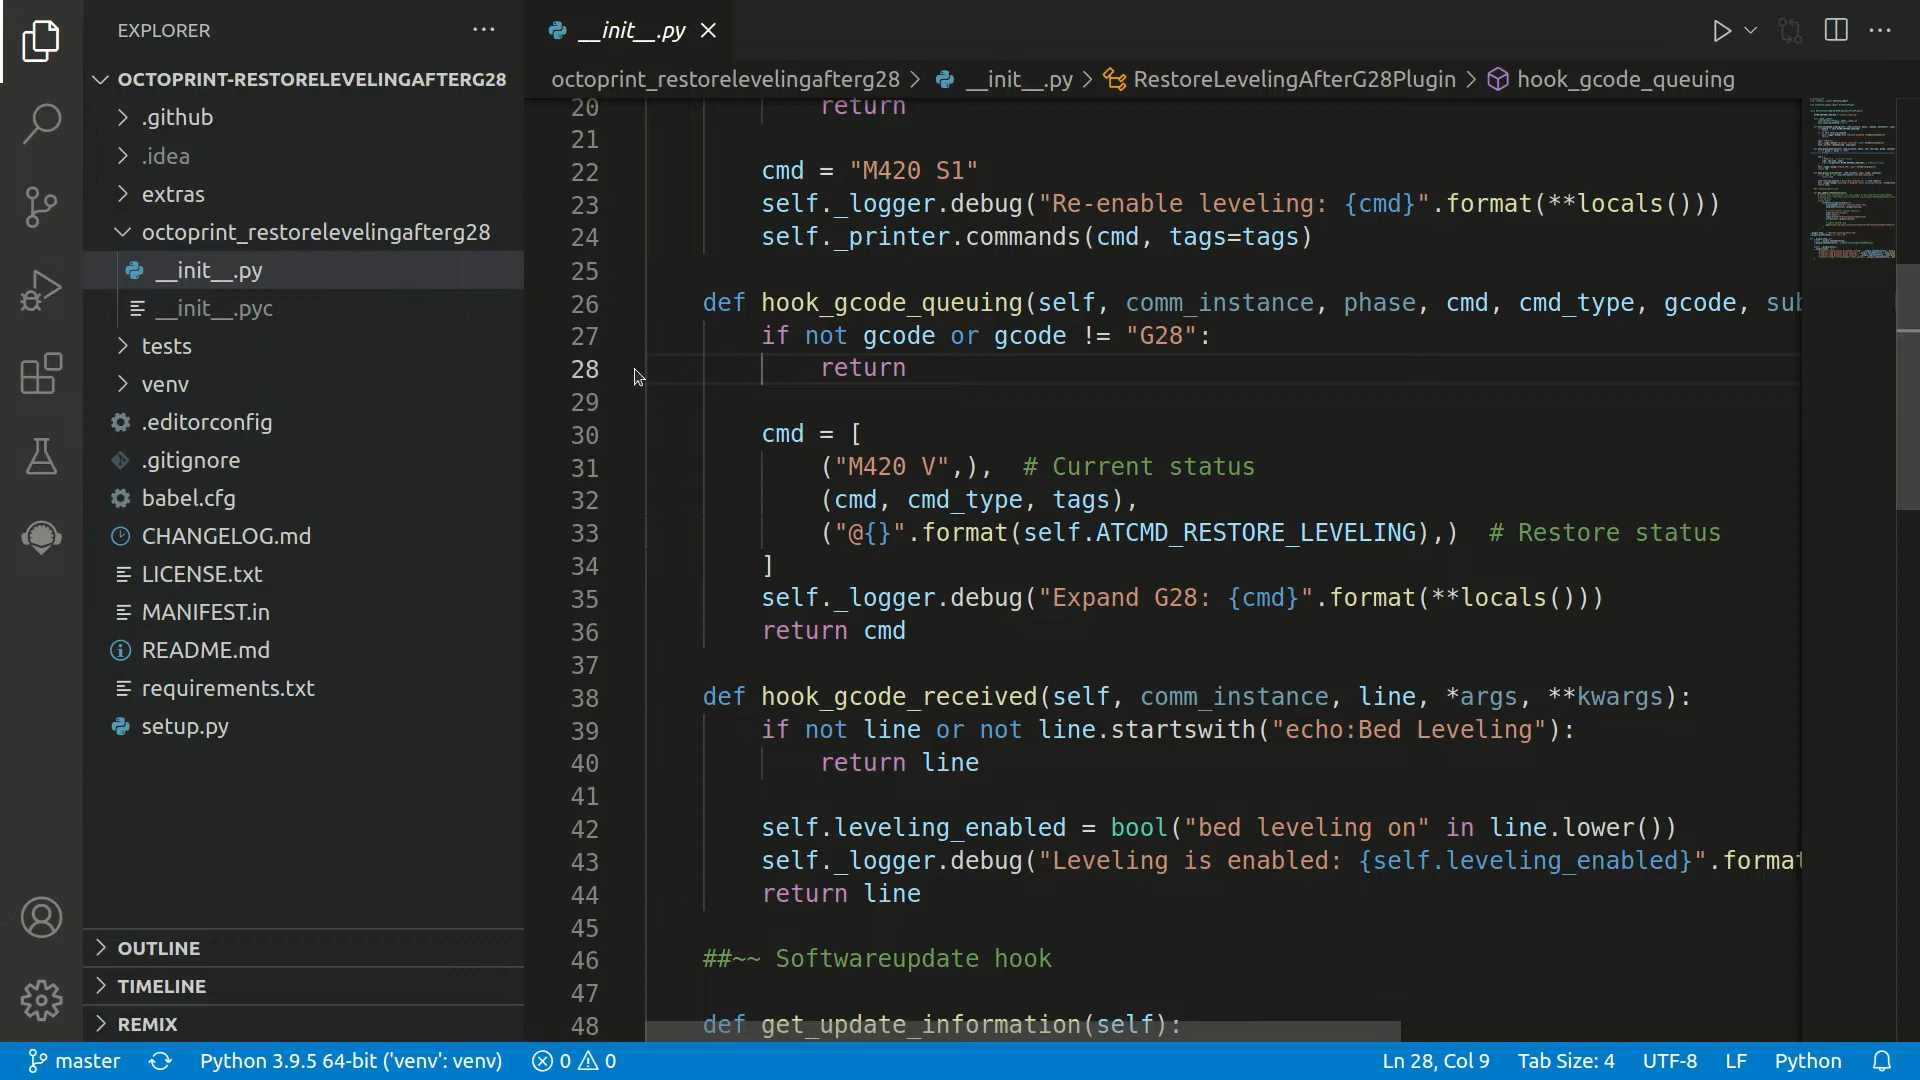 EXPLORER
OCTOPRINT-RESTORELEVELINGAFTERG28
.github
.idea
extras
octoprint_restorelevelingafterg28
__init__.py
__init__.pyc
tests
venv
.editorconfig
.gitignore
babel.cfg
CHANGELOG.md
LICENSE.txt
MANIFEST.in
README.md
requirements.txt
setup.py
OUTLINE
TIMELINE
REMIX
__init__.py
octoprint_restorelevelingafterg28 > __init__.py > RestoreLevelingAfterG28Plugin > hook_gcode_queuing
20 return
21
22 cmd = "M420 S1"
23 self._logger.debug("Re-enable leveling: {cmd}".format(**locals()))
24 self._printer.commands(cmd, tags=tags)
25
26 def hook_gcode_queuing(self, comm_instance, phase, cmd, cmd_type, gcode, sub
27 if not gcode or gcode != "G28":
28 return
29
30 cmd = [
31 ("M420 V",), # Current status
32 (cmd, cmd_type, tags),
33 ("@{}".format(self.ATCMD_RESTORE_LEVELING),) # Restore status
34 ]
35 self._logger.debug("Expand G28: {cmd}".format(**locals()))
36 return cmd
37
38 def hook_gcode_received(self, comm_instance, line, *args, **kwargs):
39 if not line or not line.startswith("echo:Bed Leveling"):
40 return line
41
42 self.leveling_enabled = bool("bed leveling on" in line.lower())
43 self._logger.debug("Leveling is enabled: {self.leveling_enabled}".format
44 return line
45
46 ##~~ Softwareupdate hook
47
48 def get_update_information(self):
master Python 3.9.5 64-bit ('venv': venv) 0 0 Ln 28, Col 9 Tab Size: 4 UTF-8 LF Python